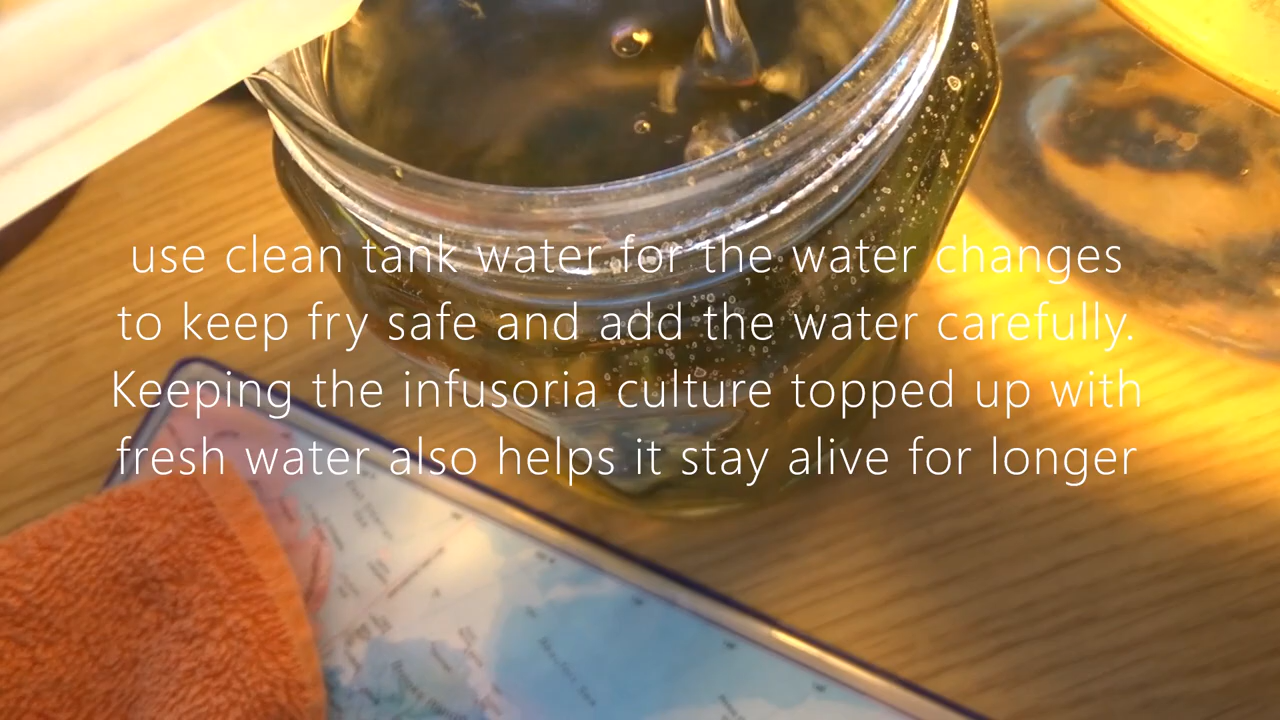 use clean tank water for the water changes
to keep fry safe and add the water carefully.
Keeping the infusoria culture topped up with
fresh water also helps it stay alive for longer